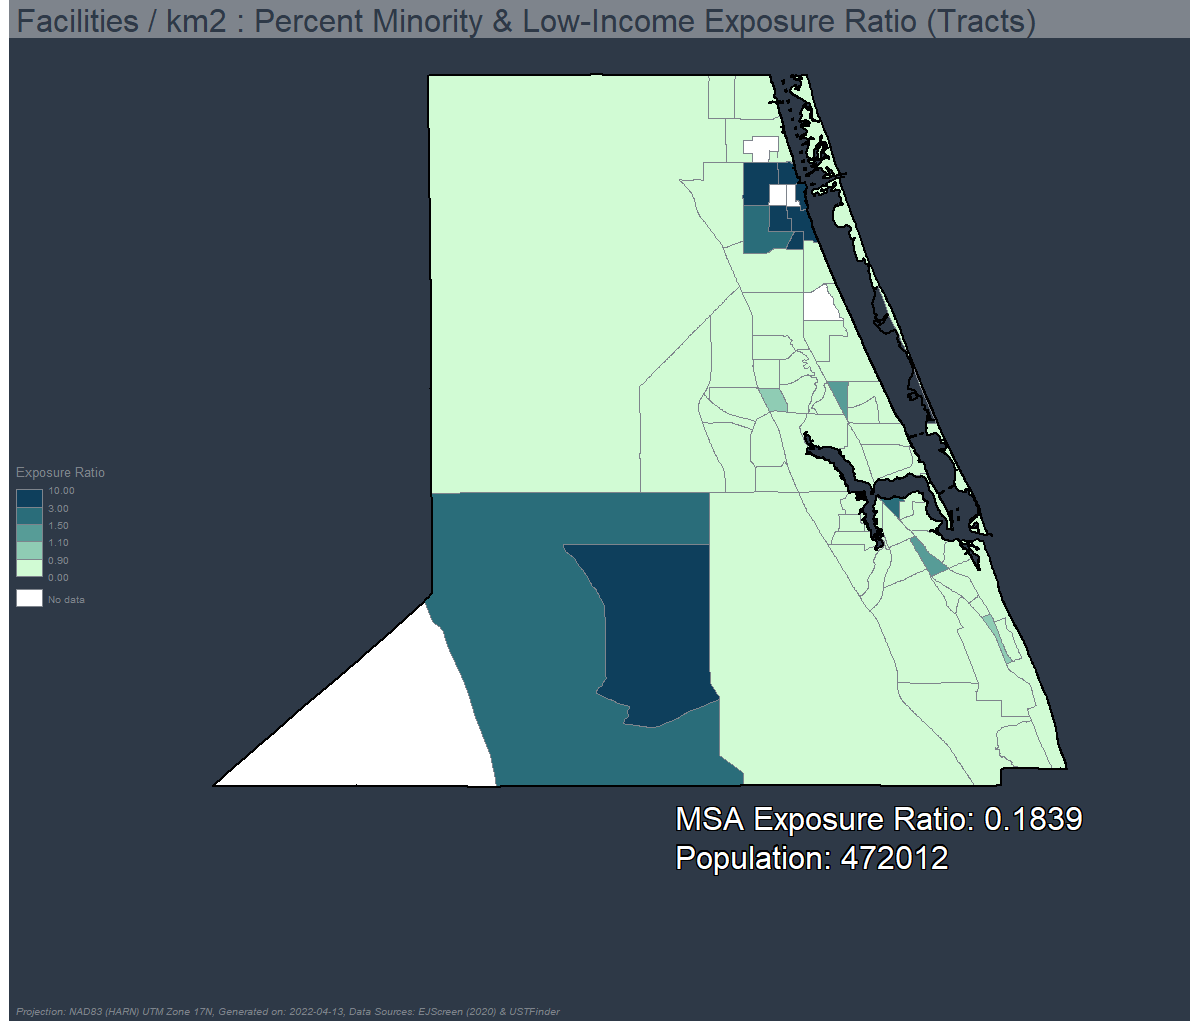 Facilities / km2 : Percent Minority & Low-Income Exposure Ratio (Tracts)
Exposure Ratio
10.00
3.00
1.50
1.10
0.90
0.00
No data
MSA Exposure Ratio: 0.1839
Population: 472012
Projection: NAD83 (HARN) UTM Zone 17N, Generated on: 2022-04-13, Data Sources: EJScreen (2020) & USTFinder